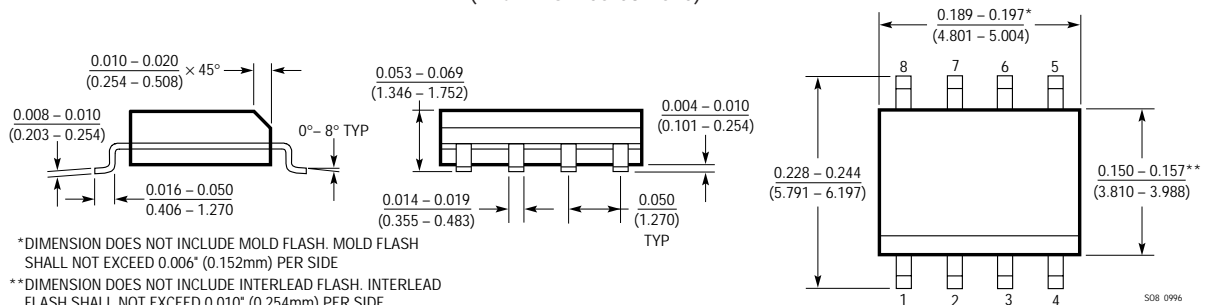 0.189 – 0.197*
(4.801 – 5.004)
8 7 6 5
0.010 – 0.020
(0.254 – 0.508)
× 45°
0.053 – 0.069
(1.346 – 1.752)
0.008 – 0.010
(0.203 – 0.254)
0°– 8° TYP
0.004 – 0.010
(0.101 – 0.254)
0.016 – 0.050
0.406 – 1.270
0.014 – 0.019
(0.355 – 0.483)
0.050
(1.270)
TYP
0.228 – 0.244
(5.791 – 6.197)
0.150 – 0.157**
(3.810 – 3.988)
*DIMENSION DOES NOT INCLUDE MOLD FLASH. MOLD FLASH
SHALL NOT EXCEED 0.006" (0.152mm) PER SIDE
**DIMENSION DOES NOT INCLUDE INTERLEAD FLASH. INTERLEAD
FLASH SHALL NOT EXCEED 0.010" (0.254mm) PER SIDE
1 2 3 4
SO8 0996